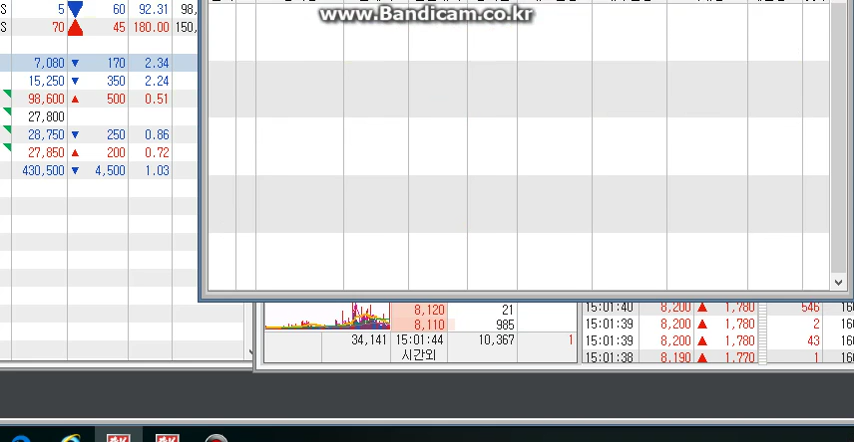 www.Bandicam.co.kr
S 5 ▼ 60 92.31 98,
S 70 ▲ 45 180.00 150,
7,080 ▼ 170 2.34
15,250 ▼ 350 2.24
98,600 ▲ 500 0.51
27,800
28,750 ▼ 250 0.86
27,850 ▲ 200 0.72
430,500 ▼ 4,500 1.03
8,120 21
8,110 985
34,141 15:01:44 10,367 1
시간외
15:01:40 8,200 ▲ 1,780 546 16
15:01:39 8,200 ▲ 1,780 2 160
15:01:39 8,200 ▲ 1,780 43 160
15:01:38 8,190 ▲ 1,770 1 160